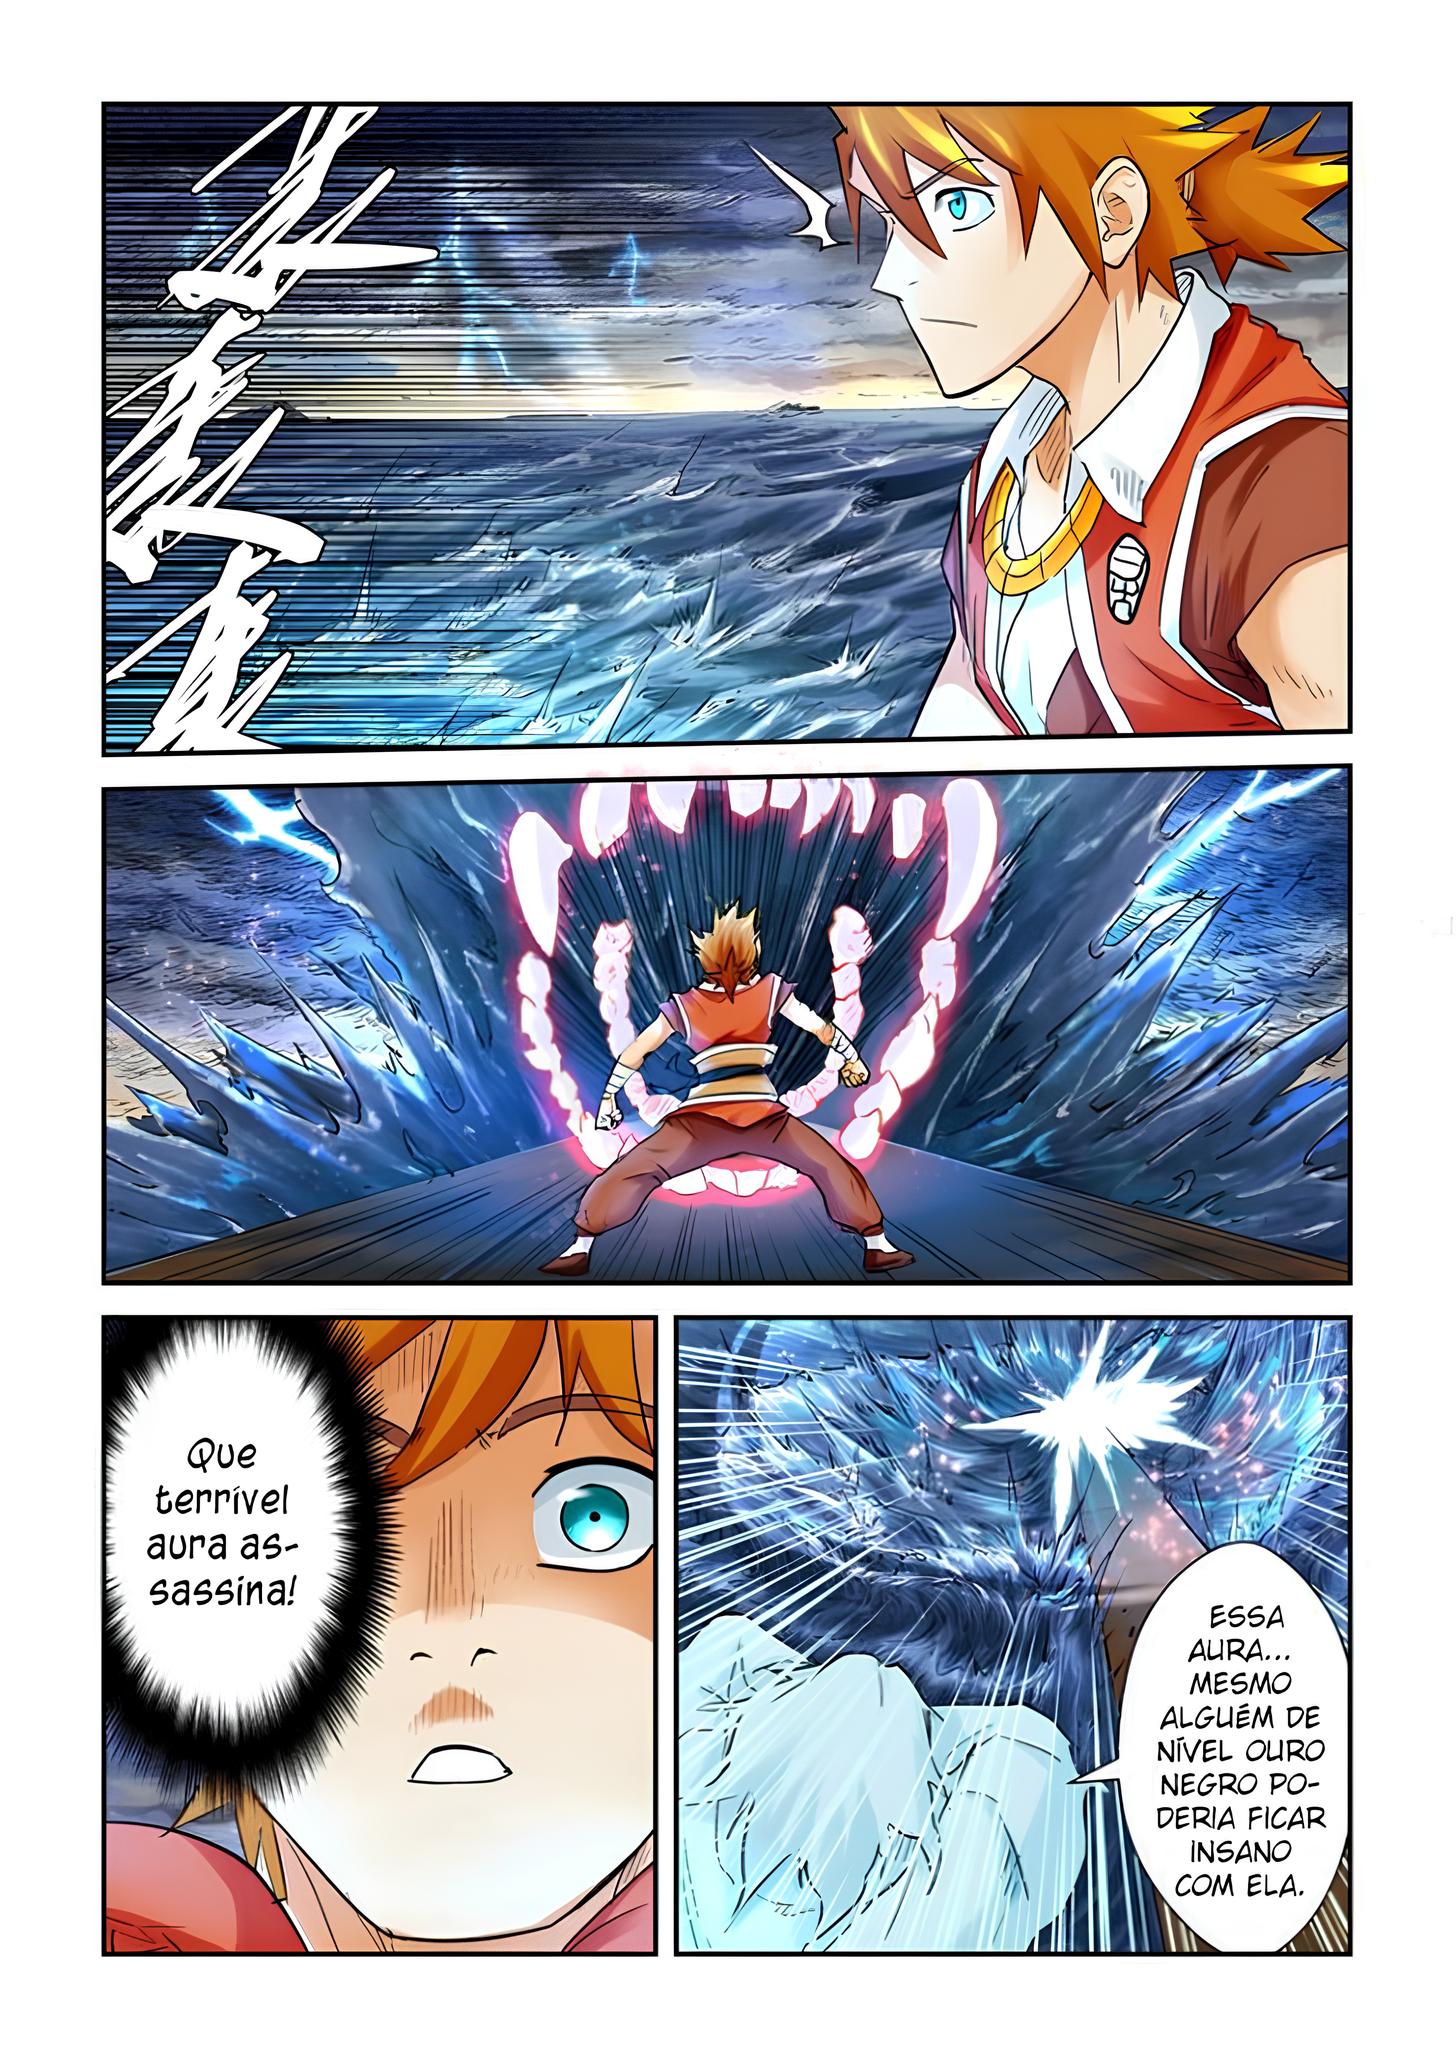 Que
terrível
aura as-
sassina!
ESSA
AURA...
MESMO
ALGUÉM DE
NÍVEL OURO
NEGRO PO-
DERIA FICAR
INSANO
COM ELA.